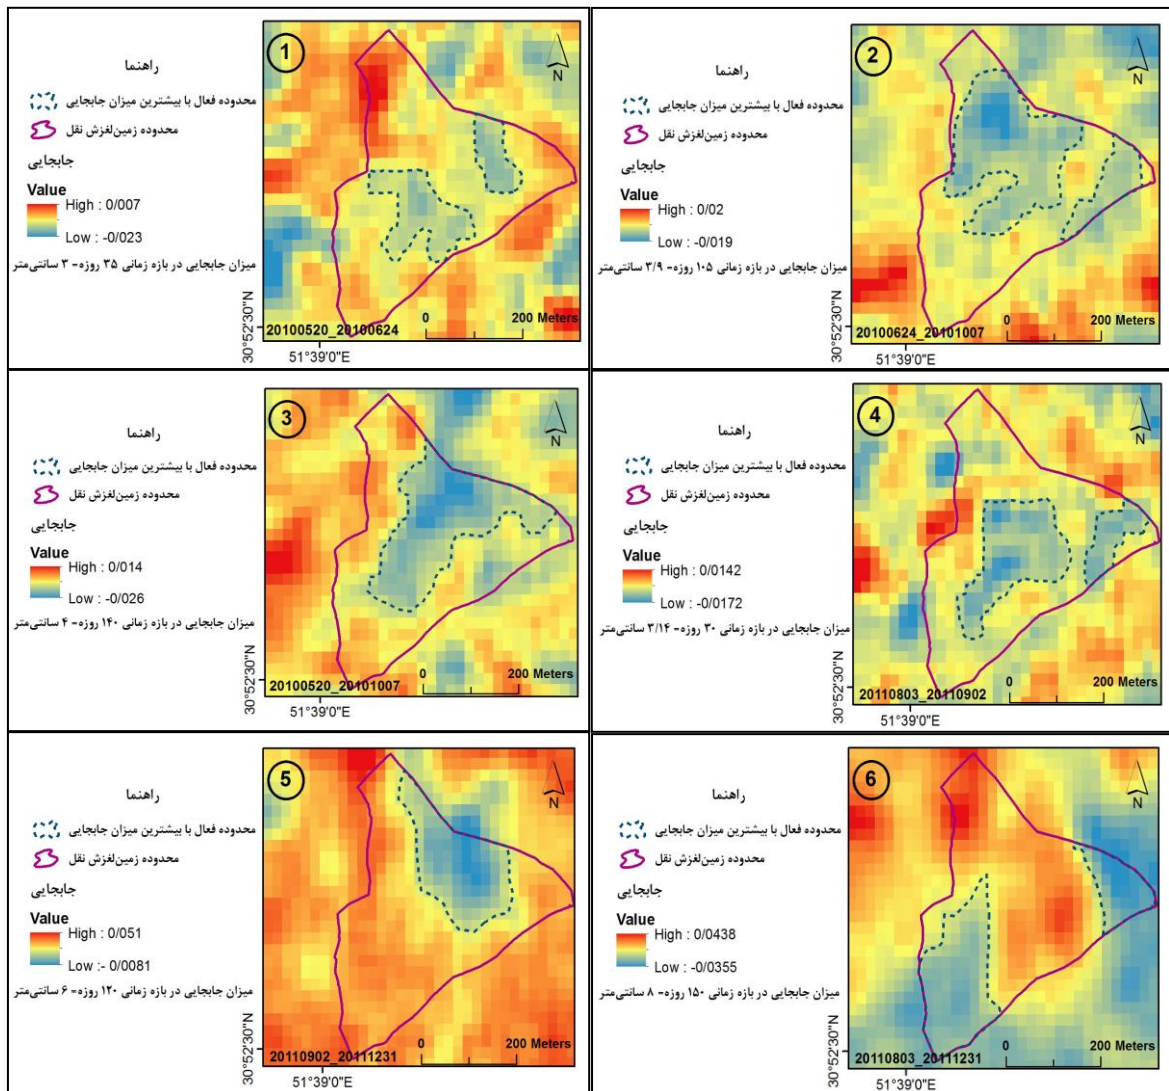 1
راهنما
محدوده فعال با بیشترین میزان جابجایی
محدوده زمین‌لغزش نقل
جابجایی
Value
High : 0/007
Low : -0/023
میزان جابجایی در بازه زمانی ۳۵ روزه- ۳ سانتی‌متر
N
0 200 Meters
20100520_20100624
30°52'30"N
51°39'0"E
2
راهنما
محدوده فعال با بیشترین میزان جابجایی
محدوده زمین‌لغزش نقل
جابجایی
Value
High : 0/02
Low : -0/019
میزان جابجایی در بازه زمانی ۱۰۵ روزه- ۳/۹ سانتی‌متر
N
0 200 Meters
20100624_20101007
30°52'30"N
51°39'0"E
3
راهنما
محدوده فعال با بیشترین میزان جابجایی
محدوده زمین‌لغزش نقل
جابجایی
Value
High : 0/014
Low : -0/026
میزان جابجایی در بازه زمانی ۱۴۰ روزه- ۴ سانتی‌متر
N
0 200 Meters
20100520_20101007
30°52'30"N
51°39'0"E
4
راهنما
محدوده فعال با بیشترین میزان جابجایی
محدوده زمین‌لغزش نقل
جابجایی
Value
High : 0/0142
Low : -0/0172
میزان جابجایی در بازه زمانی ۳۰ روزه- ۳/۱۴ سانتی‌متر
N
0 200 Meters
20110803_20110902
30°52'30"N
51°39'0"E
5
راهنما
محدوده فعال با بیشترین میزان جابجایی
محدوده زمین‌لغزش نقل
جابجایی
Value
High : 0/051
Low :- 0/0081
میزان جابجایی در بازه زمانی ۱۲۰ روزه- ۶ سانتی‌متر
N
0 200 Meters
20110902_20111231
30°52'30"N
51°39'0"E
6
راهنما
محدوده فعال با بیشترین میزان جابجایی
محدوده زمین‌لغزش نقل
جابجایی
Value
High : 0/0438
Low : -0/0355
میزان جابجایی در بازه زمانی ۱۵۰ روزه- ۸ سانتی‌متر
N
0 200 Meters
20110803_20111231
30°52'30"N
51°39'0"E